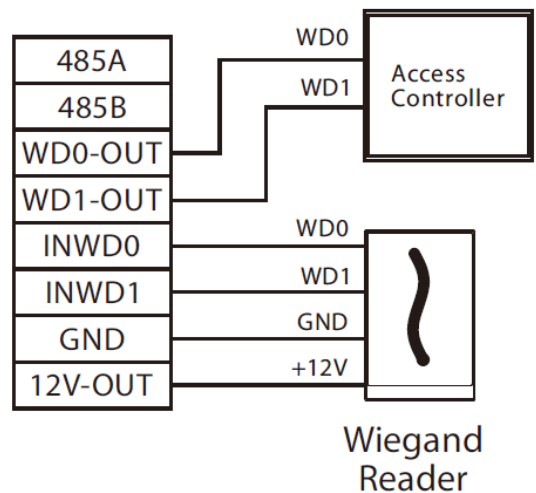 485A
485B
WD0-OUT
WD1-OUT
INWD0
INWD1
GND
12V-OUT
WD0
WD1
Access
Controller
WD0
WD1
GND
+12V
Wiegand
Reader